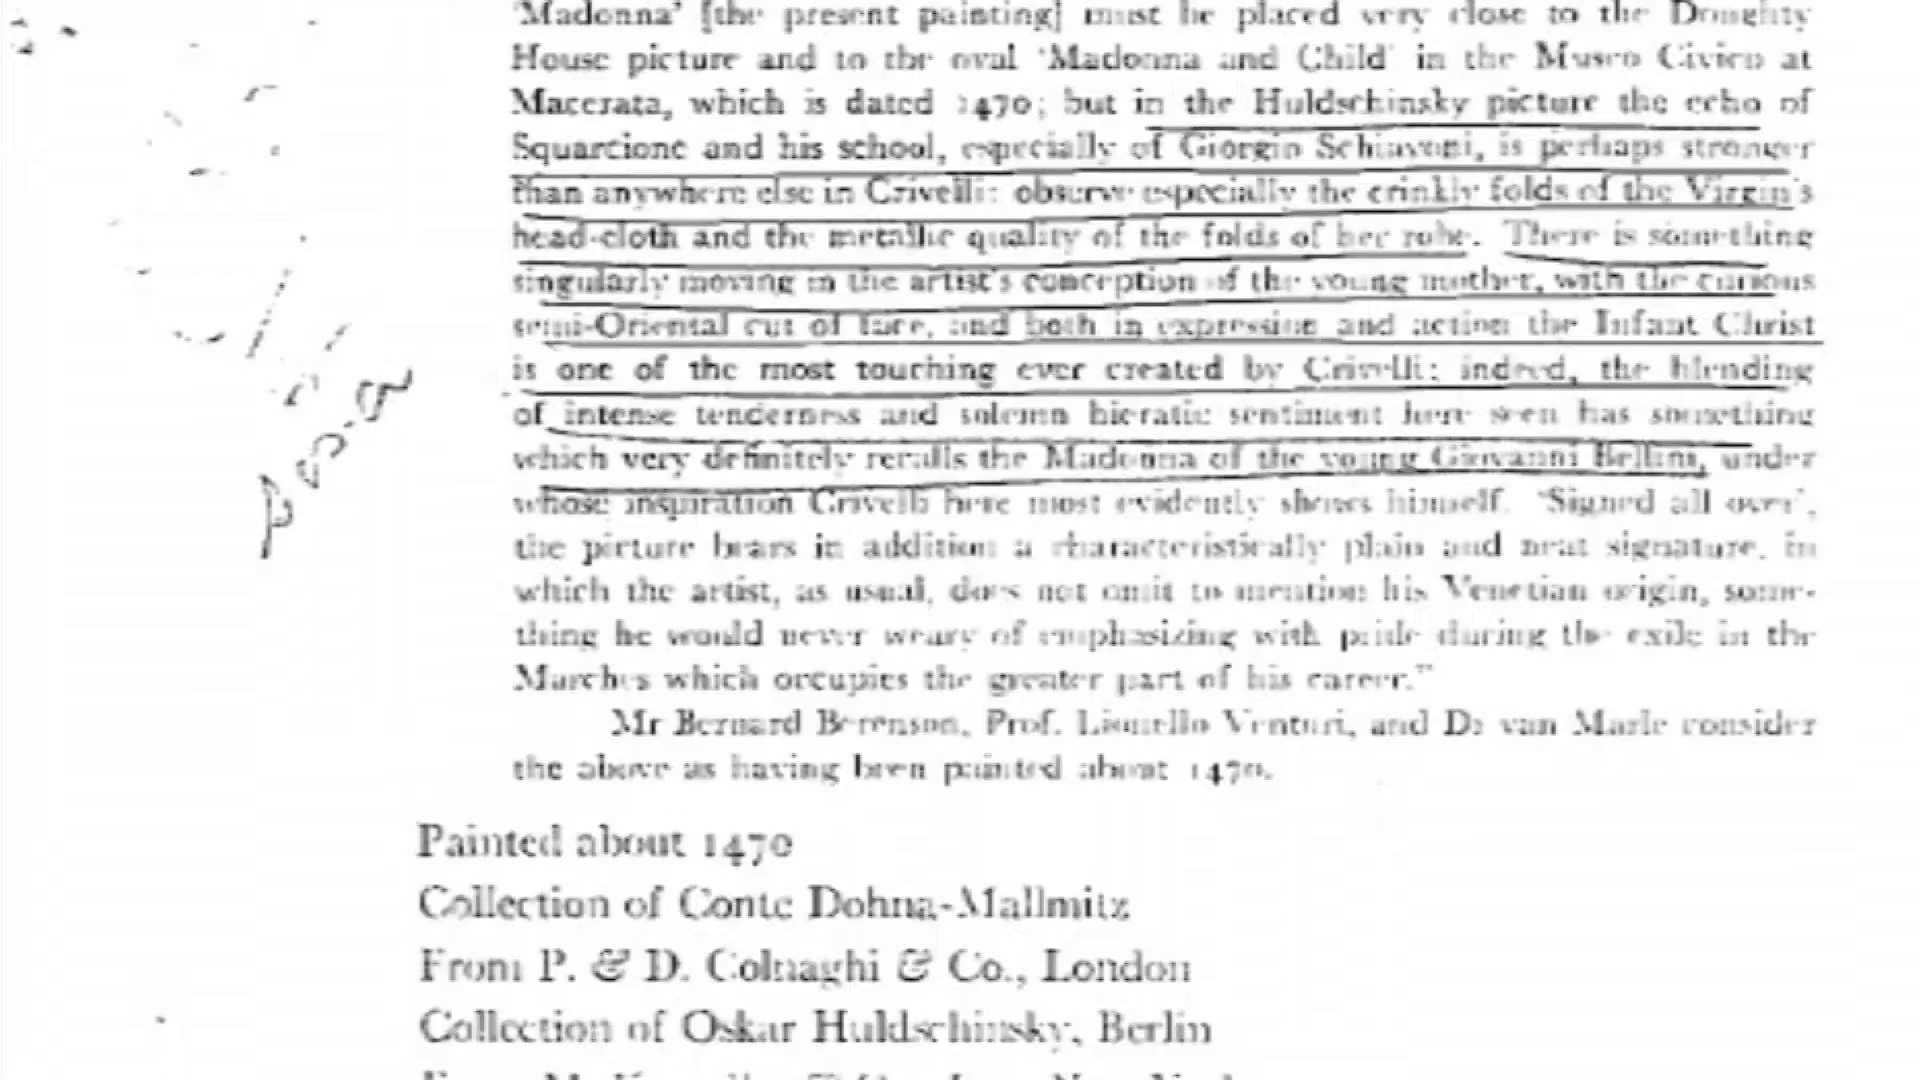 'Madonna' [the present painting] must be placed very close to the Doughty
House picture and to the oval 'Madonna and Child' in the Museo Civico at
Macerata, which is dated 1470; but in the Huldschinsky picture the echo of
Squarcione and his school, especially of Giorgio Schiavoni, is perhaps stronger
than anywhere else in Crivelli: observe especially the crinkly folds of the Virgin's
head-cloth and the metallic quality of the folds of her robe. There is something
singularly moving in the artist's conception of the young mother, with the curious
semi-Oriental cut of face, and both in expression and action the Infant Christ
is one of the most touching ever created by Crivelli; indeed, the blending
of intense tenderness and solemn hieratic sentiment here seen has something
which very definitely recalls the Madonna of the young Giovanni Bellini, under
whose inspiration Crivelli here most evidently shows himself. 'Signed all over',
the picture bears in addition a characteristically plain and neat signature, in
which the artist, as usual, does not omit to mention his Venetian origin, some-
thing he would never weary of emphasizing with pride during the exile in the
Marches which occupies the greater part of his career."
Mr Bernard Berenson, Prof. Lionello Venturi, and Dr van Marle consider
the above as having been painted about 1470.
Painted about 1470
Collection of Conte Dohna-Mallmitz
From P. & D. Colnaghi & Co., London
Collection of Oskar Huldschinsky, Berlin